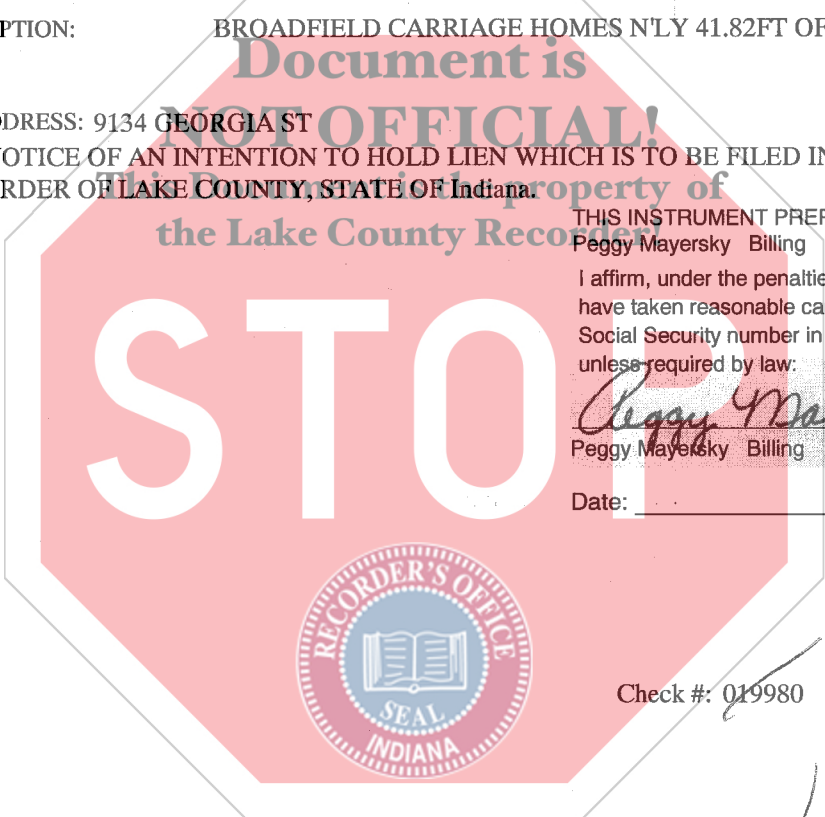 PTION: BROADFIELD CARRIAGE HOMES N'LY 41.82FT OF
Document is
DRESS: 9134 GEORGIA ST
NOT OFFICIAL!
NOTICE OF AN INTENTION TO HOLD LIEN WHICH IS TO BE FILED IN
RDER OF LAKE COUNTY, STATE OF Indiana.
This Document is the property of
the Lake County Recorder!
THIS INSTRUMENT PREP
Peggy Mayersky Billing
I affirm, under the penaltie
have taken reasonable ca
Social Security number in
unless required by law:
Peggy Ma
Peggy Mayersky Billing
Date:
STOP
RECORDER'S OFFICE
SEAL
INDIANA
Check #: 019980